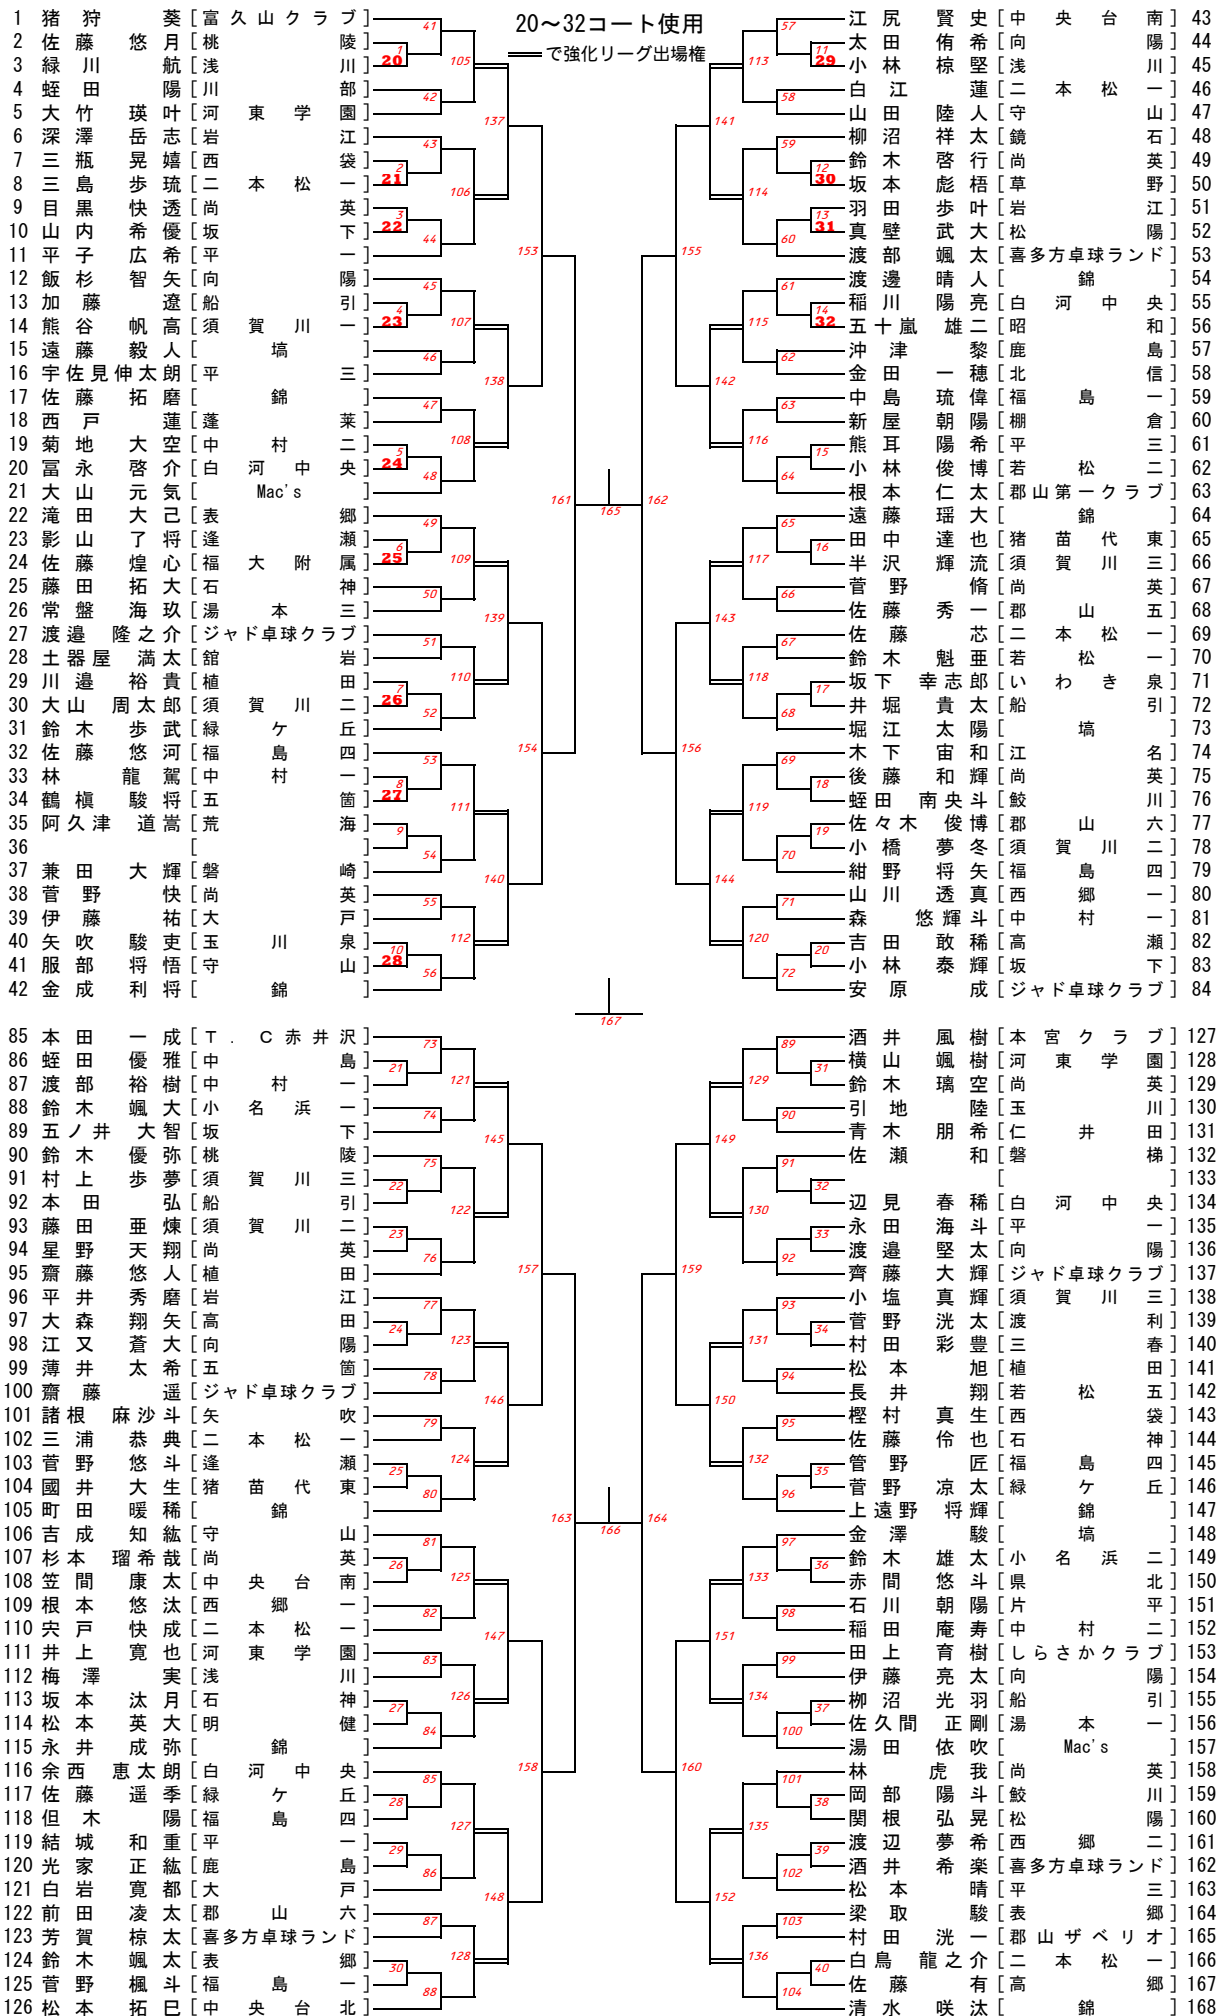 20～32コート使用
══で強化リーグ出場権
1 猪狩 葵 [富久山クラブ]
2 佐藤 悠月 [桃陵]
3 緑川 航 [浅川]
4 蛭田 陽 [川部]
5 大竹 瑛叶 [河東学園]
6 深澤 岳志 [岩江]
7 三瓶 晃嬉 [西袋]
8 三島 歩琉 [二本松一]
9 目黒 快透 [尚英]
10 山内 希優 [坂下]
11 平子 広希 [平一]
12 飯杉 智矢 [向陽]
13 加藤 遼 [船引]
14 熊谷 帆高 [須賀川一]
15 遠藤 毅人 [塙]
16 宇佐見伸太朗 [平三]
17 佐藤 拓磨 [錦]
18 西戸 蓮 [蓬莱]
19 菊地 大空 [中村二]
20 冨永 啓介 [白河中央]
21 大山 元気 [Mac's]
22 滝田 大己 [表郷]
23 影山 了将 [逢瀬]
24 佐藤 煌心 [福大附属]
25 藤田 拓大 [石神]
26 常盤 海玖 [湯本三]
27 渡邉 隆之介 [ジャド卓球クラブ]
28 土器屋 満太 [舘岩]
29 川邉 裕貴 [植田]
30 大山 周太郎 [須賀川二]
31 鈴木 歩武 [緑ケ丘]
32 佐藤 悠河 [福島四]
33 林 龍駕 [中村一]
34 鶴槇 駿将 [五箇]
35 阿久津 道嵩 [荒海]
36 [ ]
37 兼田 大輝 [磐崎]
38 菅野 快 [尚英]
39 伊藤 祐 [大戸]
40 矢吹 駿吏 [玉川泉]
41 服部 将悟 [守山]
42 金成 利将 [錦]
江尻 賢史 [中央台南] 43
太田 侑希 [向陽] 44
小林 椋堅 [浅川] 45
白江 蓮 [二本松一] 46
山田 陸人 [守山] 47
柳沼 祥太 [鏡石] 48
鈴木 啓行 [尚英] 49
坂本 彪梧 [草野] 50
羽田 歩叶 [岩江] 51
真壁 武大 [松陽] 52
渡部 颯太 [喜多方卓球ランド] 53
渡邊 晴人 [錦] 54
稲川 陽亮 [白河中央] 55
五十嵐 雄二 [昭和] 56
沖津 黎 [鹿島] 57
金田 一穂 [北信] 58
中島 琉偉 [福島一] 59
新屋 朝陽 [棚倉] 60
熊耳 陽希 [平三] 61
小林 俊博 [若松二] 62
根本 仁太 [郡山第一クラブ] 63
遠藤 瑶大 [錦] 64
田中 達也 [猪苗代東] 65
半沢 輝流 [須賀川三] 66
菅野 脩 [尚英] 67
佐藤 秀一 [郡山五] 68
佐藤 芯 [二本松一] 69
鈴木 魁亜 [若松一] 70
坂下 幸志郎 [いわき泉] 71
井堀 貴太 [船引] 72
堀江 太陽 [塙] 73
木下 宙和 [江名] 74
後藤 和輝 [尚英] 75
蛭田 南央斗 [鮫川] 76
佐々木 俊博 [郡山六] 77
小橋 夢冬 [須賀川二] 78
紺野 将矢 [福島四] 79
山川 透真 [西郷一] 80
森 悠輝斗 [中村一] 81
吉田 敢稀 [高瀬] 82
小林 泰輝 [坂下] 83
安原 成 [ジャド卓球クラブ] 84
85 本田 一成 [T.C赤井沢]
86 蛭田 優雅 [中島]
87 渡部 裕樹 [中村一]
88 鈴木 颯大 [小名浜一]
89 五ノ井 大智 [坂下]
90 鈴木 優弥 [桃陵]
91 村上 歩夢 [須賀川三]
92 本田 弘 [船引]
93 藤田 亜煉 [須賀川二]
94 星野 天翔 [尚英]
95 齋藤 悠人 [植田]
96 平井 秀磨 [岩江]
97 大森 翔矢 [高田]
98 江又 蒼大 [向陽]
99 薄井 太希 [五箇]
100 齋藤 遥 [ジャド卓球クラブ]
101 諸根 麻沙斗 [矢吹]
102 三浦 恭典 [二本松一]
103 菅野 悠斗 [逢瀬]
104 國井 大生 [猪苗代東]
105 町田 暖稀 [錦]
106 吉成 知紘 [守山]
107 杉本 瑠希哉 [尚英]
108 笠間 康太 [中央台南]
109 根本 悠汰 [西郷一]
110 宍戸 快成 [二本松一]
111 井上 寛也 [河東学園]
112 梅澤 実 [浅川]
113 坂本 汰月 [石神]
114 松本 英大 [明健]
115 永井 成弥 [錦]
116 余西 恵太朗 [白河中央]
117 佐藤 遥季 [緑ケ丘]
118 但木 陽 [福島四]
119 結城 和重 [平一]
120 光家 正紘 [鹿島]
121 白岩 寛都 [大戸]
122 前田 凌太 [郡山六]
123 芳賀 椋太 [喜多方卓球ランド]
124 鈴木 颯太 [表郷]
125 菅野 楓斗 [福島一]
126 松本 拓巳 [中央台北]
酒井 風樹 [本宮クラブ] 127
横山 颯樹 [河東学園] 128
鈴木 璃空 [尚英] 129
引地 陸 [玉川] 130
青木 朋希 [仁井田] 131
佐瀬 和 [磐梯] 132
[ ] 133
辺見 春稀 [白河中央] 134
永田 海斗 [平一] 135
渡邉 堅太 [向陽] 136
齊藤 大輝 [ジャド卓球クラブ] 137
小塩 真輝 [須賀川三] 138
菅野 洸太 [渡利] 139
村田 彩豊 [三春] 140
松本 旭 [植田] 141
長井 翔 [若松五] 142
樫村 真生 [西袋] 143
佐藤 伶也 [石神] 144
管野 匠 [福島四] 145
菅野 凉太 [緑ケ丘] 146
上遠野 将輝 [錦] 147
金澤 駿 [塙] 148
鈴木 雄太 [小名浜二] 149
赤間 悠斗 [県北] 150
石川 朝陽 [片平] 151
稲田 庵寿 [中村二] 152
田上 育樹 [しらさかクラブ] 153
伊藤 亮太 [向陽] 154
栁沼 光羽 [船引] 155
佐久間 正剛 [湯本一] 156
湯田 依吹 [Mac's] 157
林 虎我 [尚英] 158
岡部 陽斗 [鮫川] 159
関根 弘晃 [松陽] 160
渡辺 夢希 [西郷二] 161
酒井 希楽 [喜多方卓球ランド] 162
松本 晴 [平三] 163
梁取 駿 [表郷] 164
村田 洸一 [郡山ザベリオ] 165
白鳥 龍之介 [二本松一] 166
佐藤 有 [高郷] 167
清水 咲汰 [錦] 168